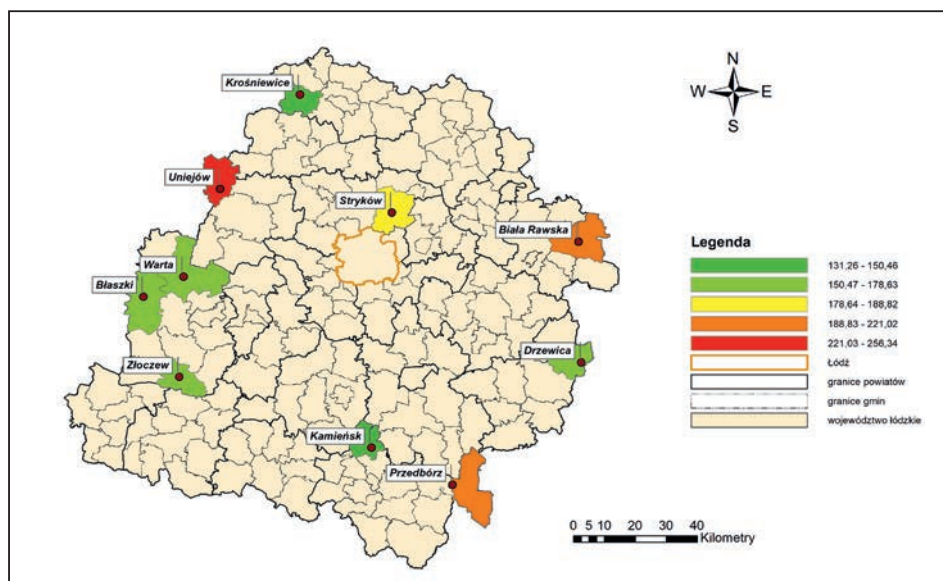 Krośniewice
N
W E
S
Uniejów
Stryków
Biała Rawska
Warta
Błaszki
Legenda
131,26 - 150,46
150,47 - 178,63
178,64 - 188,82
188,83 - 221,02
221,03 - 256,34
Łódź
granice powiatów
granice gmin
województwo łódzkie
Drzewica
Złoczew
Kamieńsk
Przedbórz
0 5 10 20 30 40
Kilometry